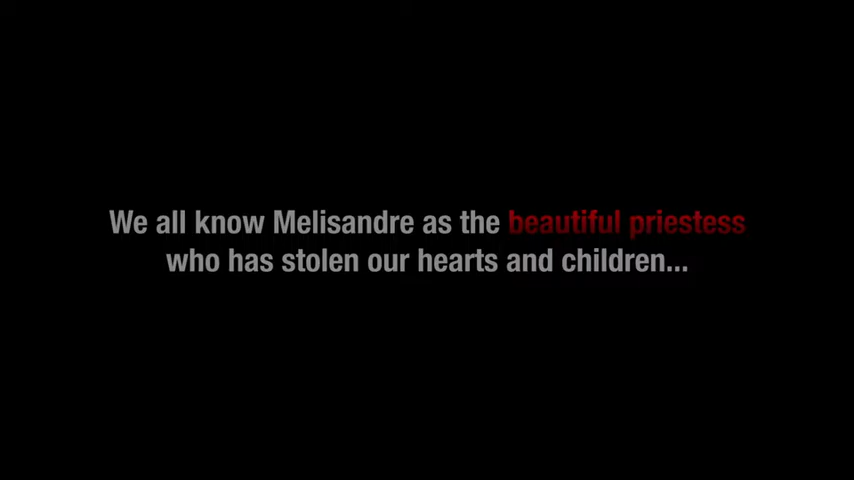 We all know Melisandre as the beautiful priestess
who has stolen our hearts and children...